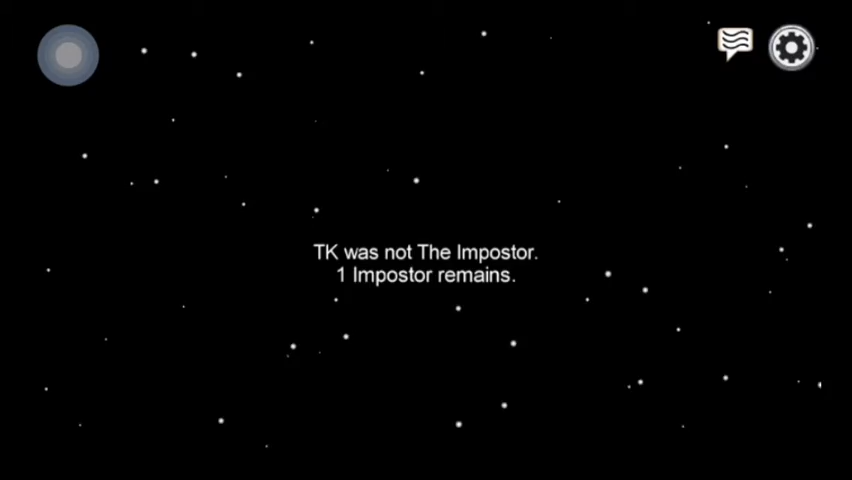 TK was not The Impostor.
1 Impostor remains.